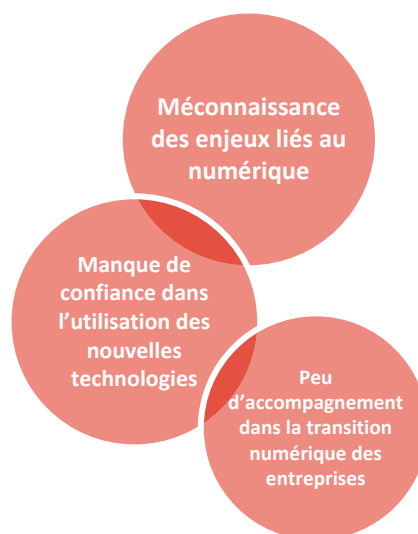 Méconnaissance
des enjeux liés au
numérique
Manque de
confiance dans
l’utilisation des
nouvelles
technologies
Peu
d’accompagnement
dans la transition
numérique des
entreprises